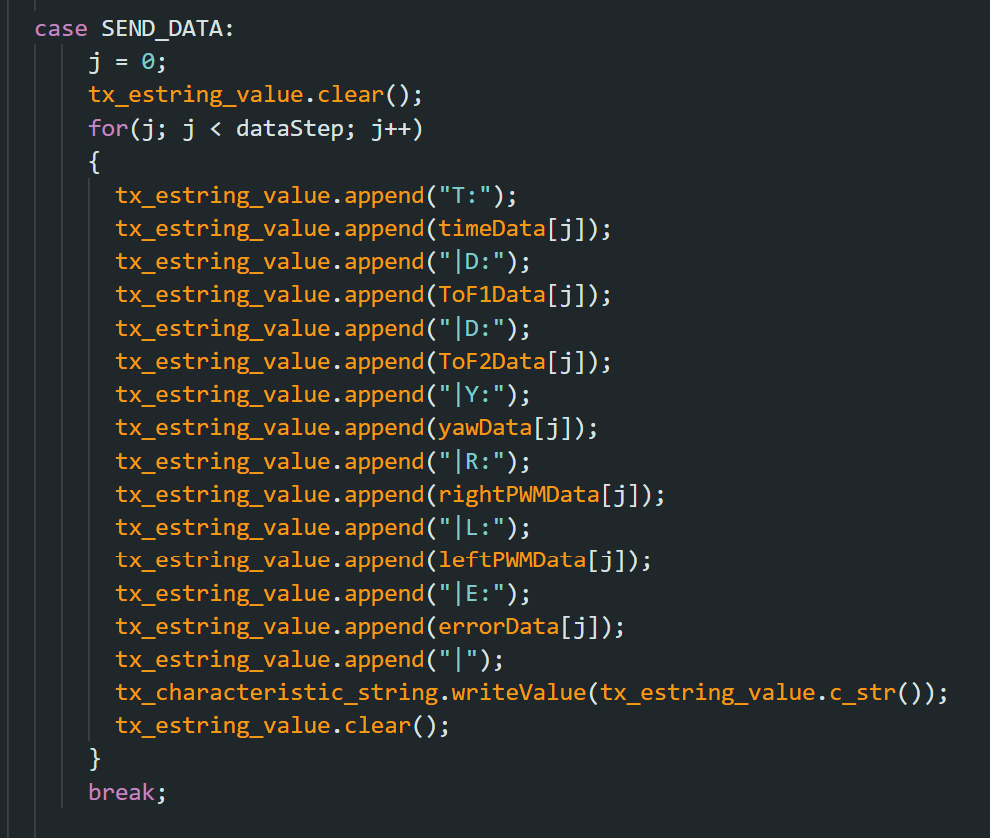 case SEND_DATA:
j = 0;
tx_estring_value.clear();
for(j; j < dataStep; j++)
{
tx_estring_value.append("T:");
tx_estring_value.append(timeData[j]);
tx_estring_value.append("|D:");
tx_estring_value.append(ToF1Data[j]);
tx_estring_value.append("|D:");
tx_estring_value.append(ToF2Data[j]);
tx_estring_value.append("|Y:");
tx_estring_value.append(yawData[j]);
tx_estring_value.append("|R:");
tx_estring_value.append(rightPWMData[j]);
tx_estring_value.append("|L:");
tx_estring_value.append(leftPWMData[j]);
tx_estring_value.append("|E:");
tx_estring_value.append(errorData[j]);
tx_estring_value.append("|");
tx_characteristic_string.writeValue(tx_estring_value.c_str());
tx_estring_value.clear();
}
break;